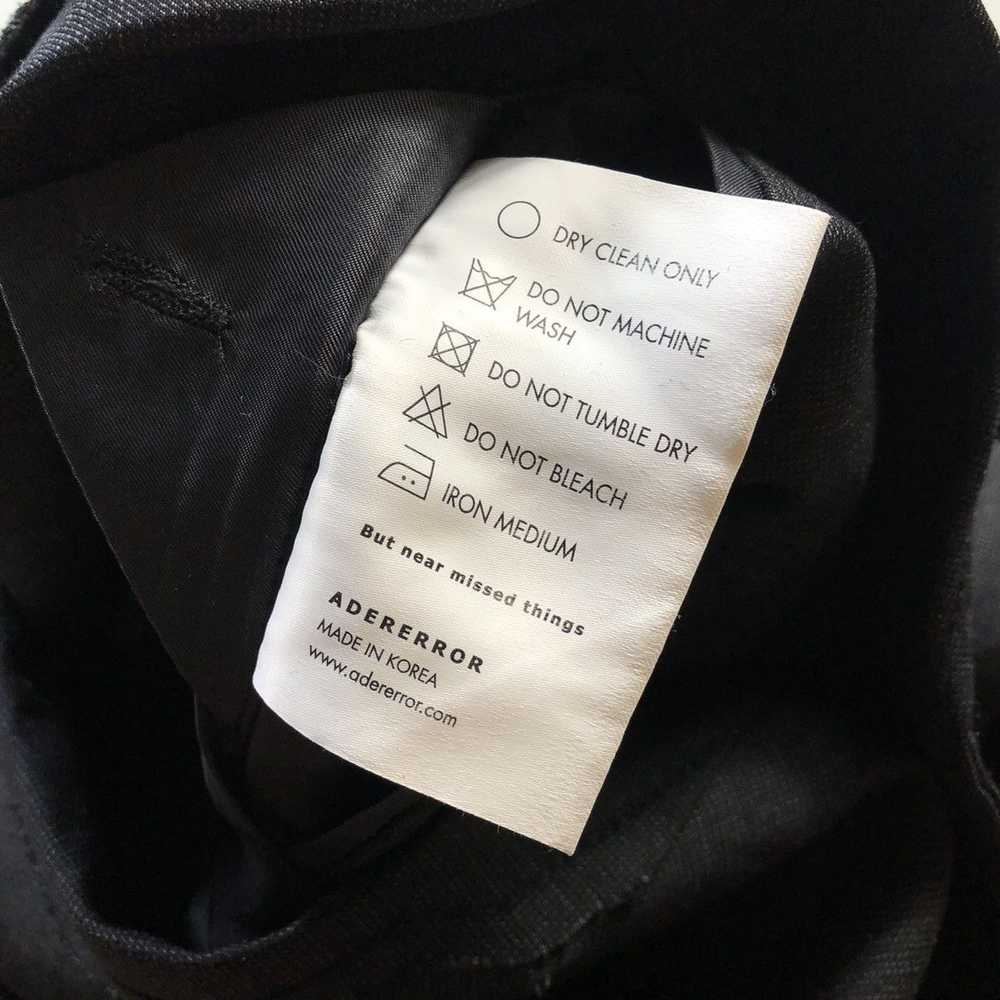 DRY CLEAN ONLY
DO NOT MACHINE
WASH
DO NOT TUMBLE DRY
DO NOT BLEACH
IRON MEDIUM
But near missed things
ADERERROR
MADE IN KOREA
www.adererror.com